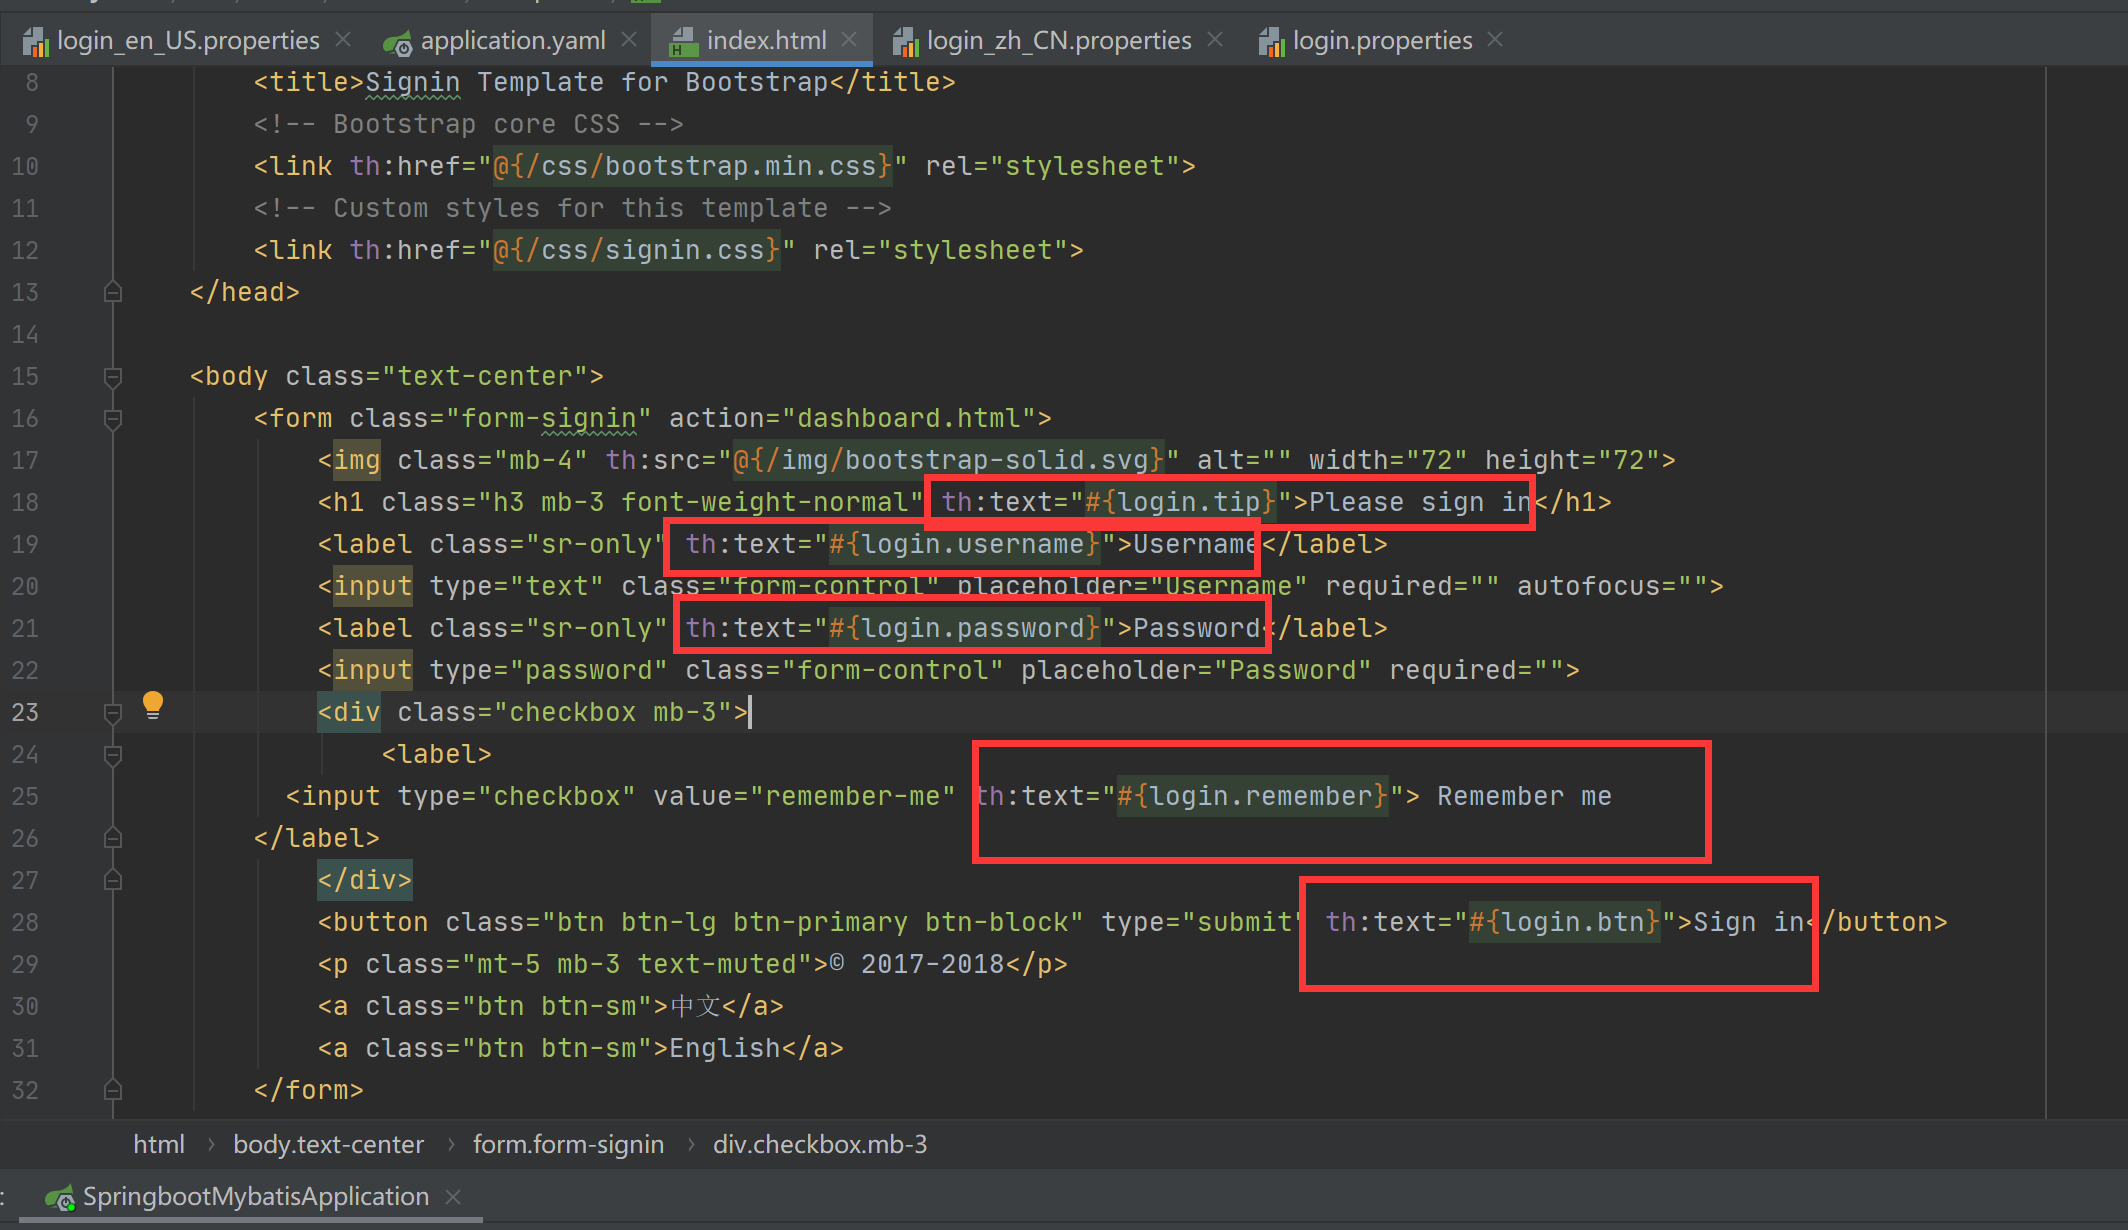 login_en_US.properties application.yaml index.html login_zh_CN.properties login.properties
8 <title>Signin Template for Bootstrap</title>
9 <!-- Bootstrap core CSS -->
10 <link th:href="@{/css/bootstrap.min.css}" rel="stylesheet">
11 <!-- Custom styles for this template -->
12 <link th:href="@{/css/signin.css}" rel="stylesheet">
13 </head>
14
15 <body class="text-center">
16 <form class="form-signin" action="dashboard.html">
17 <img class="mb-4" th:src="@{/img/bootstrap-solid.svg}" alt="" width="72" height="72">
18 <h1 class="h3 mb-3 font-weight-normal" th:text="#{login.tip}">Please sign in</h1>
19 <label class="sr-only" th:text="#{login.username}">Username</label>
20 <input type="text" class="form-control" placeholder="Username" required="" autofocus="">
21 <label class="sr-only" th:text="#{login.password}">Password</label>
22 <input type="password" class="form-control" placeholder="Password" required="">
23 <div class="checkbox mb-3">
24 <label>
25 <input type="checkbox" value="remember-me" th:text="#{login.remember}"> Remember me
26 </label>
27 </div>
28 <button class="btn btn-lg btn-primary btn-block" type="submit" th:text="#{login.btn}">Sign in</button>
29 <p class="mt-5 mb-3 text-muted">© 2017-2018</p>
30 <a class="btn btn-sm">中文</a>
31 <a class="btn btn-sm">English</a>
32 </form>
html › body.text-center › form.form-signin › div.checkbox.mb-3
: SpringbootMybatisApplication